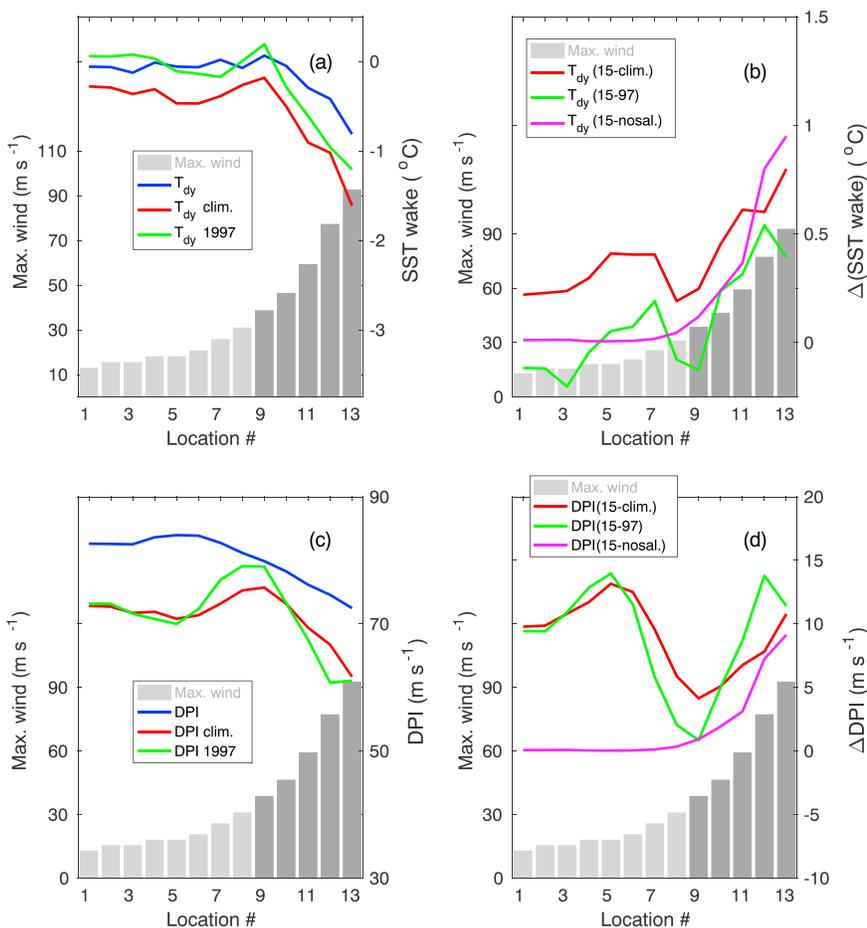 (a)
Max. wind
T_dy
T_dy clim.
T_dy 1997
Max. wind (m s⁻¹)
110
90
70
50
30
10
0
-1
-2
-3
SST wake (°C)
1 3 5 7 9 11 13
Location #
(b)
Max. wind
T_dy (15-clim.)
T_dy (15-97)
T_dy (15-nosal.)
Max. wind (m s⁻¹)
90
60
30
0
1.5
1
0.5
0
Δ(SST wake) (°C)
1 3 5 7 9 11 13
Location #
(c)
Max. wind
DPI
DPI clim.
DPI 1997
Max. wind (m s⁻¹)
90
60
30
0
90
70
50
30
DPI (m s⁻¹)
1 3 5 7 9 11 13
Location #
Max. wind
DPI(15-clim.)
DPI(15-97)
DPI(15-nosal.)
(d)
Max. wind (m s⁻¹)
90
60
30
0
20
15
10
5
0
-5
-10
ΔDPI (m s⁻¹)
1 3 5 7 9 11 13
Location #